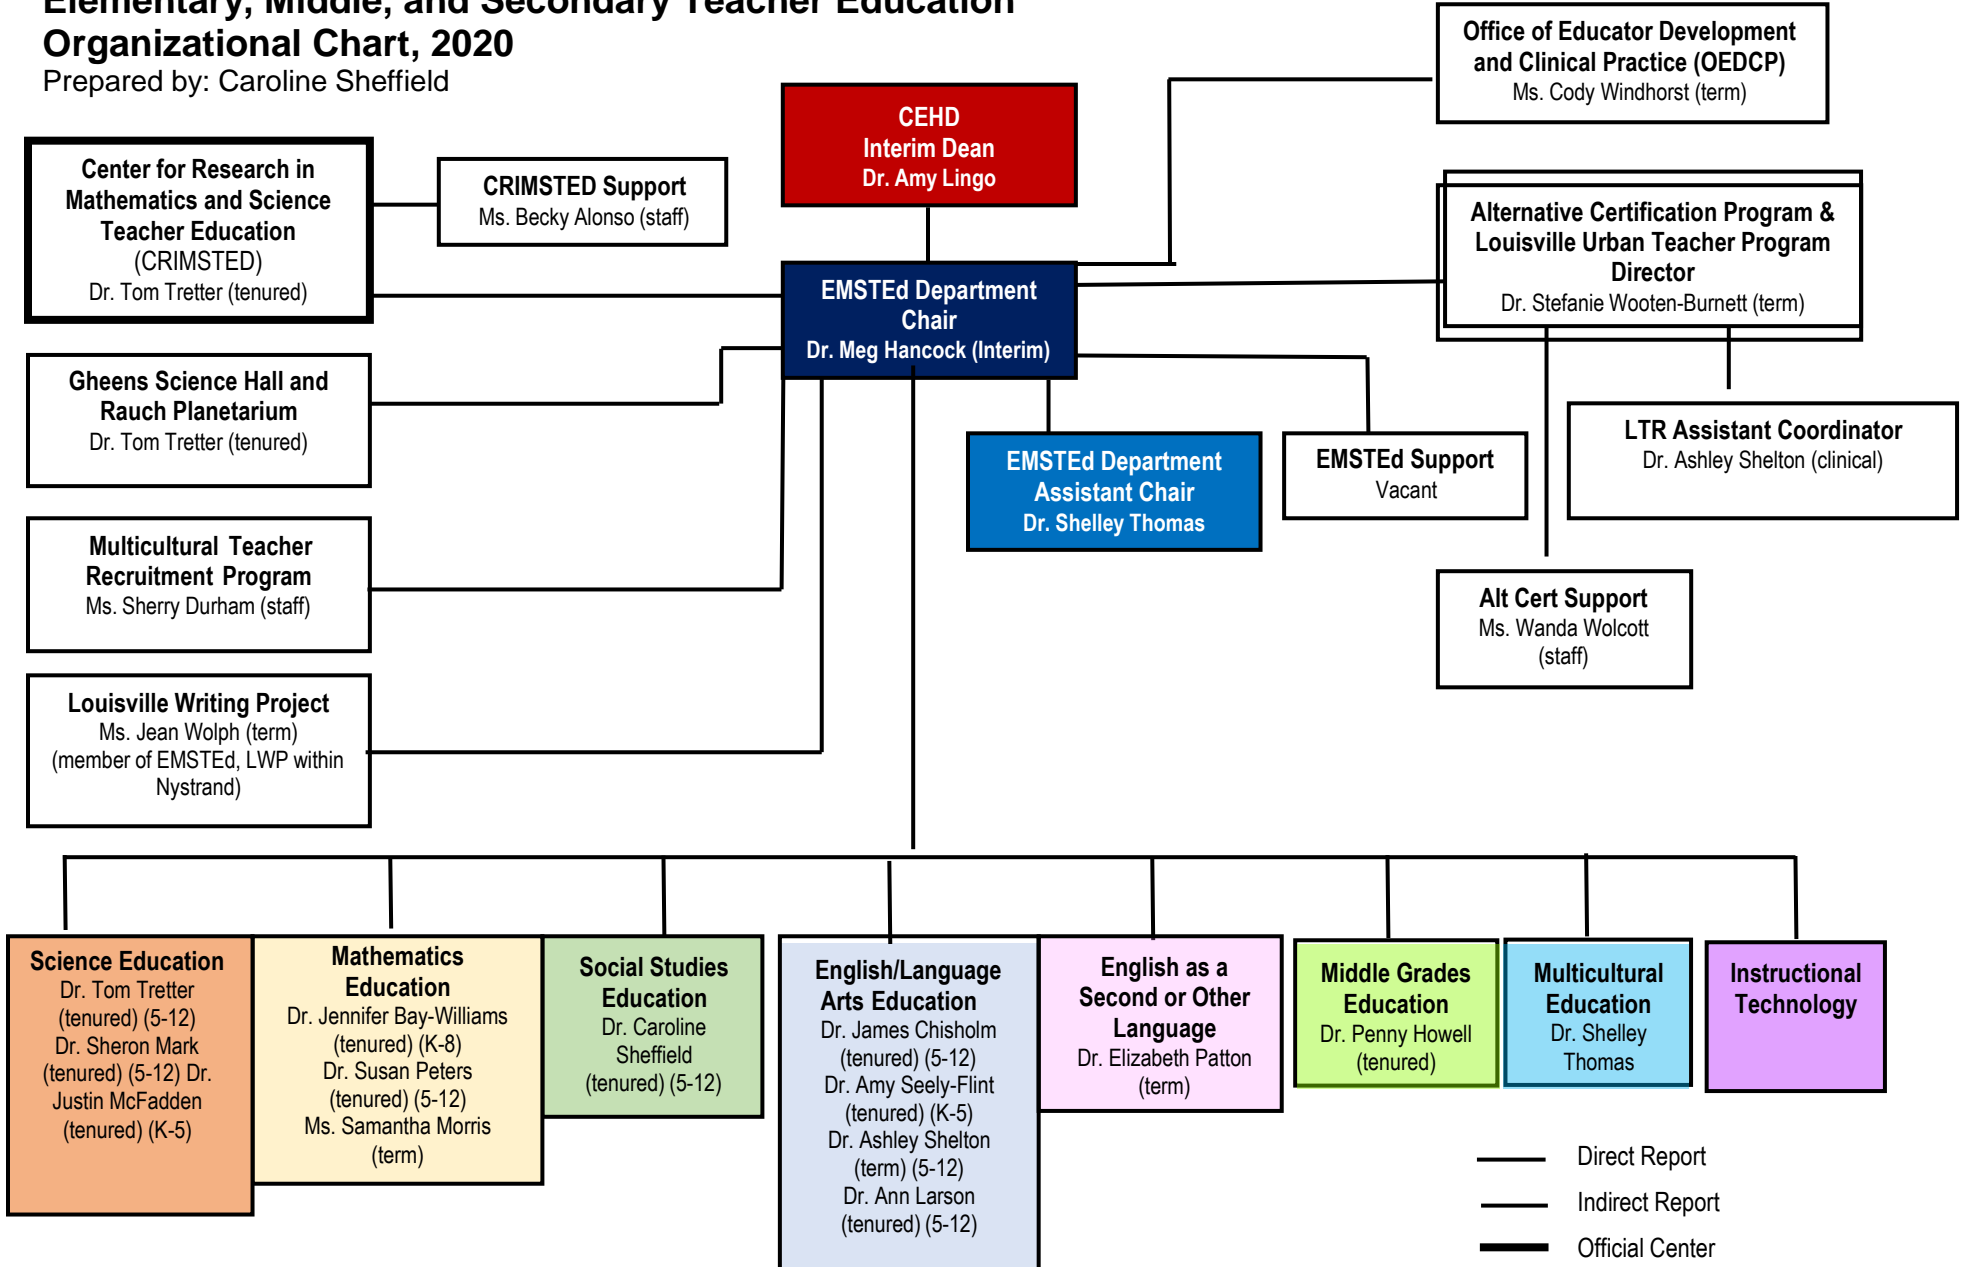 Elementary, Middle, and Secondary Teacher Education
Organizational Chart, 2020
Prepared by: Caroline Sheffield
Office of Educator Development
and Clinical Practice (OEDCP)
Ms. Cody Windhorst (term)
CEHD
Interim Dean
Dr. Amy Lingo
Center for Research in
Mathematics and Science
Teacher Education
(CRIMSTED)
Dr. Tom Tretter (tenured)
CRIMSTED Support
Ms. Becky Alonso (staff)
Alternative Certification Program &
Louisville Urban Teacher Program
Director
Dr. Stefanie Wooten-Burnett (term)
EMSTEd Department
Chair
Dr. Meg Hancock (Interim)
Gheens Science Hall and
Rauch Planetarium
Dr. Tom Tretter (tenured)
EMSTEd Department
Assistant Chair
Dr. Shelley Thomas
EMSTEd Support
Vacant
LTR Assistant Coordinator
Dr. Ashley Shelton (clinical)
Multicultural Teacher
Recruitment Program
Ms. Sherry Durham (staff)
Alt Cert Support
Ms. Wanda Wolcott
(staff)
Louisville Writing Project
Ms. Jean Wolph (term)
(member of EMSTEd, LWP within
Nystrand)
Science Education
Dr. Tom Tretter
(tenured) (5-12)
Dr. Sheron Mark
(tenured) (5-12) Dr.
Justin McFadden
(tenured) (K-5)
Mathematics
Education
Dr. Jennifer Bay-Williams
(tenured) (K-8)
Dr. Susan Peters
(tenured) (5-12)
Ms. Samantha Morris
(term)
Social Studies
Education
Dr. Caroline
Sheffield
(tenured) (5-12)
English/Language
Arts Education
Dr. James Chisholm
(tenured) (5-12)
Dr. Amy Seely-Flint
(tenured) (K-5)
Dr. Ashley Shelton
(term) (5-12)
Dr. Ann Larson
(tenured) (5-12)
English as a
Second or Other
Language
Dr. Elizabeth Patton
(term)
Middle Grades
Education
Dr. Penny Howell
(tenured)
Multicultural
Education
Dr. Shelley
Thomas
Instructional
Technology
Direct Report
Indirect Report
Official Center